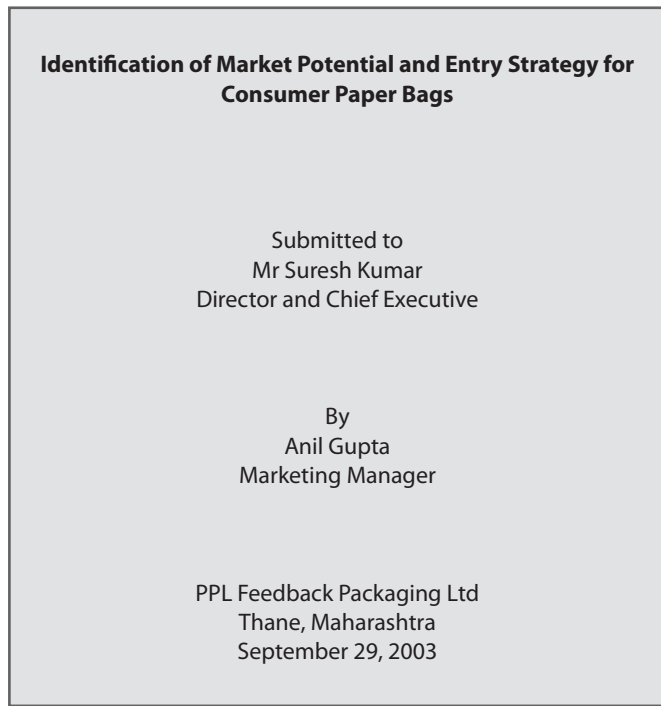 Identification of Market Potential and Entry Strategy for
Consumer Paper Bags
Submitted to
Mr Suresh Kumar
Director and Chief Executive
By
Anil Gupta
Marketing Manager
PPL Feedback Packaging Ltd
Thane, Maharashtra
September 29, 2003